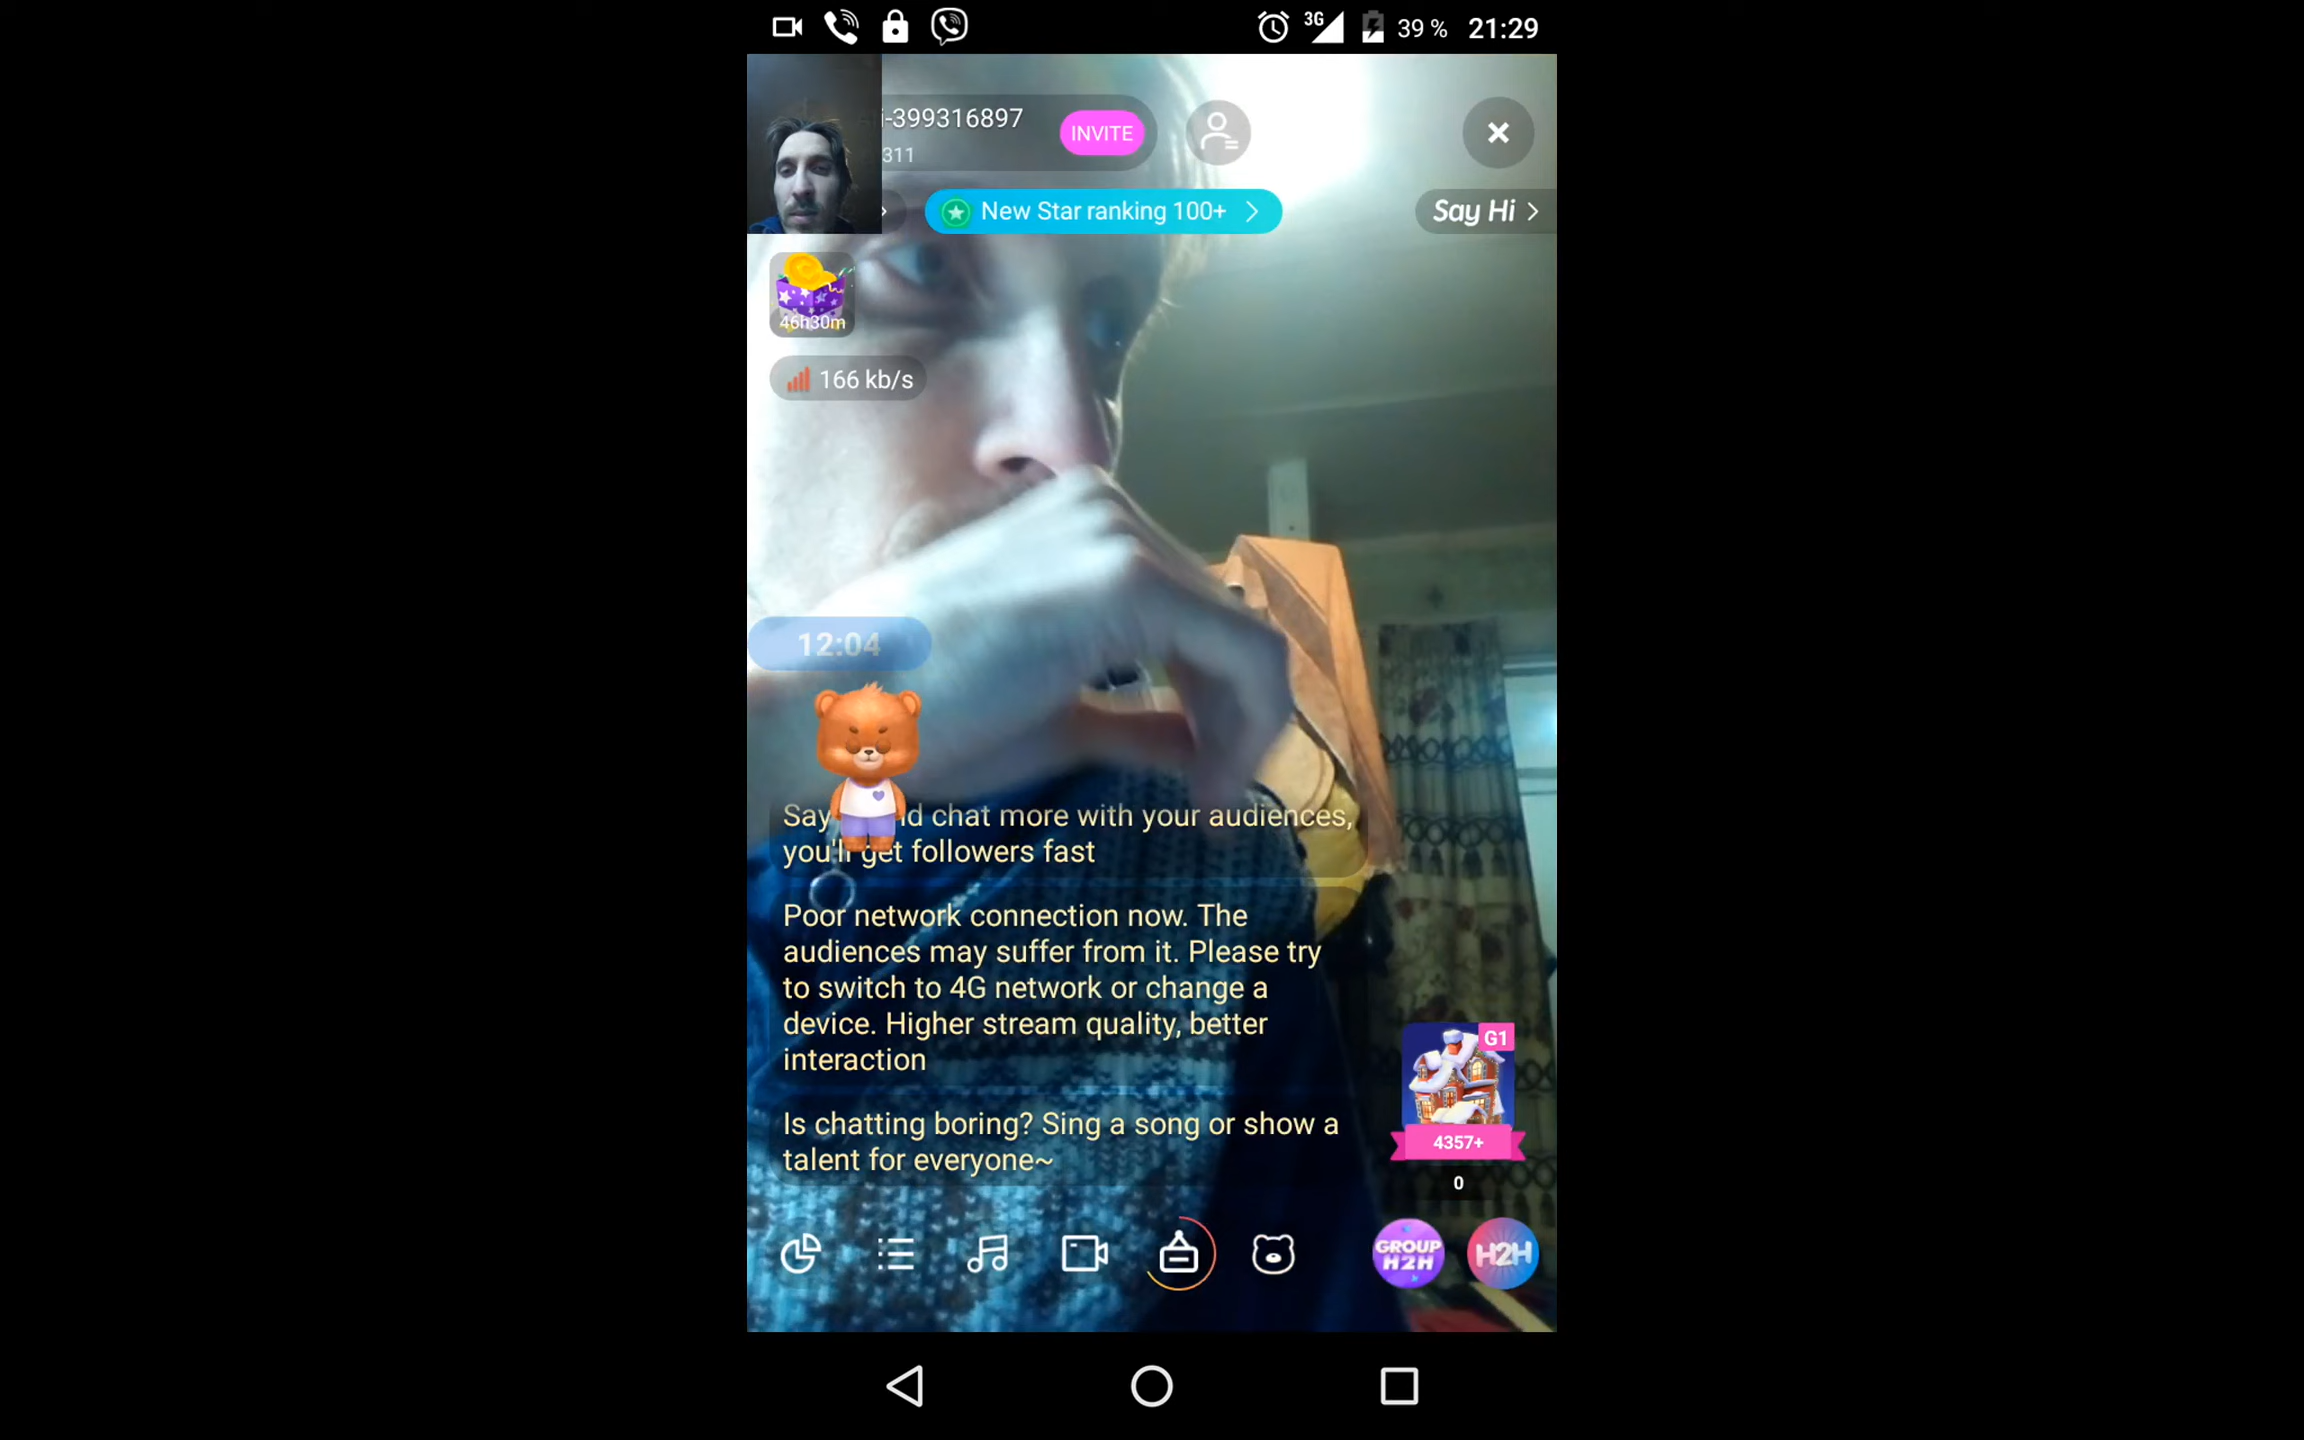 3G 39 % 21:29
i-399316897
311
INVITE
New Star ranking 100+
Say Hi
46h30m
166 kb/s
12:04
Say d chat more with your audiences,
you'll get followers fast
Poor network connection now. The
audiences may suffer from it. Please try
to switch to 4G network or change a
device. Higher stream quality, better
interaction
Is chatting boring? Sing a song or show a
talent for everyone~
G1
4357+
0
GROUP
H2H
H2H